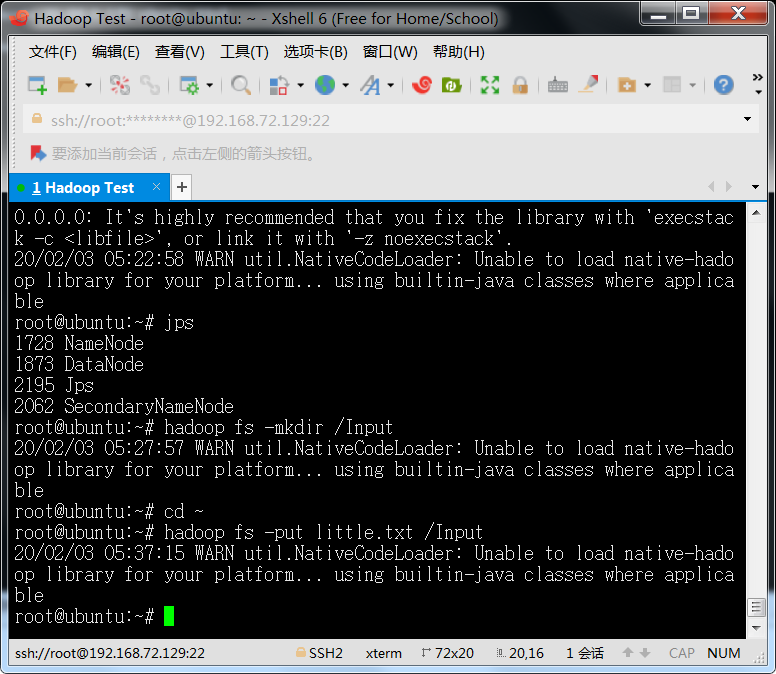 Hadoop Test - root@ubuntu: ~ - Xshell 6 (Free for Home/School)
文件(F) 编辑(E) 查看(V) 工具(T) 选项卡(B) 窗口(W) 帮助(H)
ssh://root:********@192.168.72.129:22
要添加当前会话，点击左侧的箭头按钮。
1 Hadoop Test
0.0.0.0: It's highly recommended that you fix the library with 'execstac
k -c <libfile>', or link it with '-z noexecstack'.
20/02/03 05:22:58 WARN util.NativeCodeLoader: Unable to load native-hado
op library for your platform... using builtin-java classes where applica
ble
root@ubuntu:~# jps
1728 NameNode
1873 DataNode
2195 Jps
2062 SecondaryNameNode
root@ubuntu:~# hadoop fs -mkdir /Input
20/02/03 05:27:57 WARN util.NativeCodeLoader: Unable to load native-hado
op library for your platform... using builtin-java classes where applica
ble
root@ubuntu:~# cd ~
root@ubuntu:~# hadoop fs -put little.txt /Input
20/02/03 05:37:15 WARN util.NativeCodeLoader: Unable to load native-hado
op library for your platform... using builtin-java classes where applica
ble
root@ubuntu:~#
ssh://root@192.168.72.129:22 SSH2 xterm 72x20 20,16 1 会话 CAP NUM